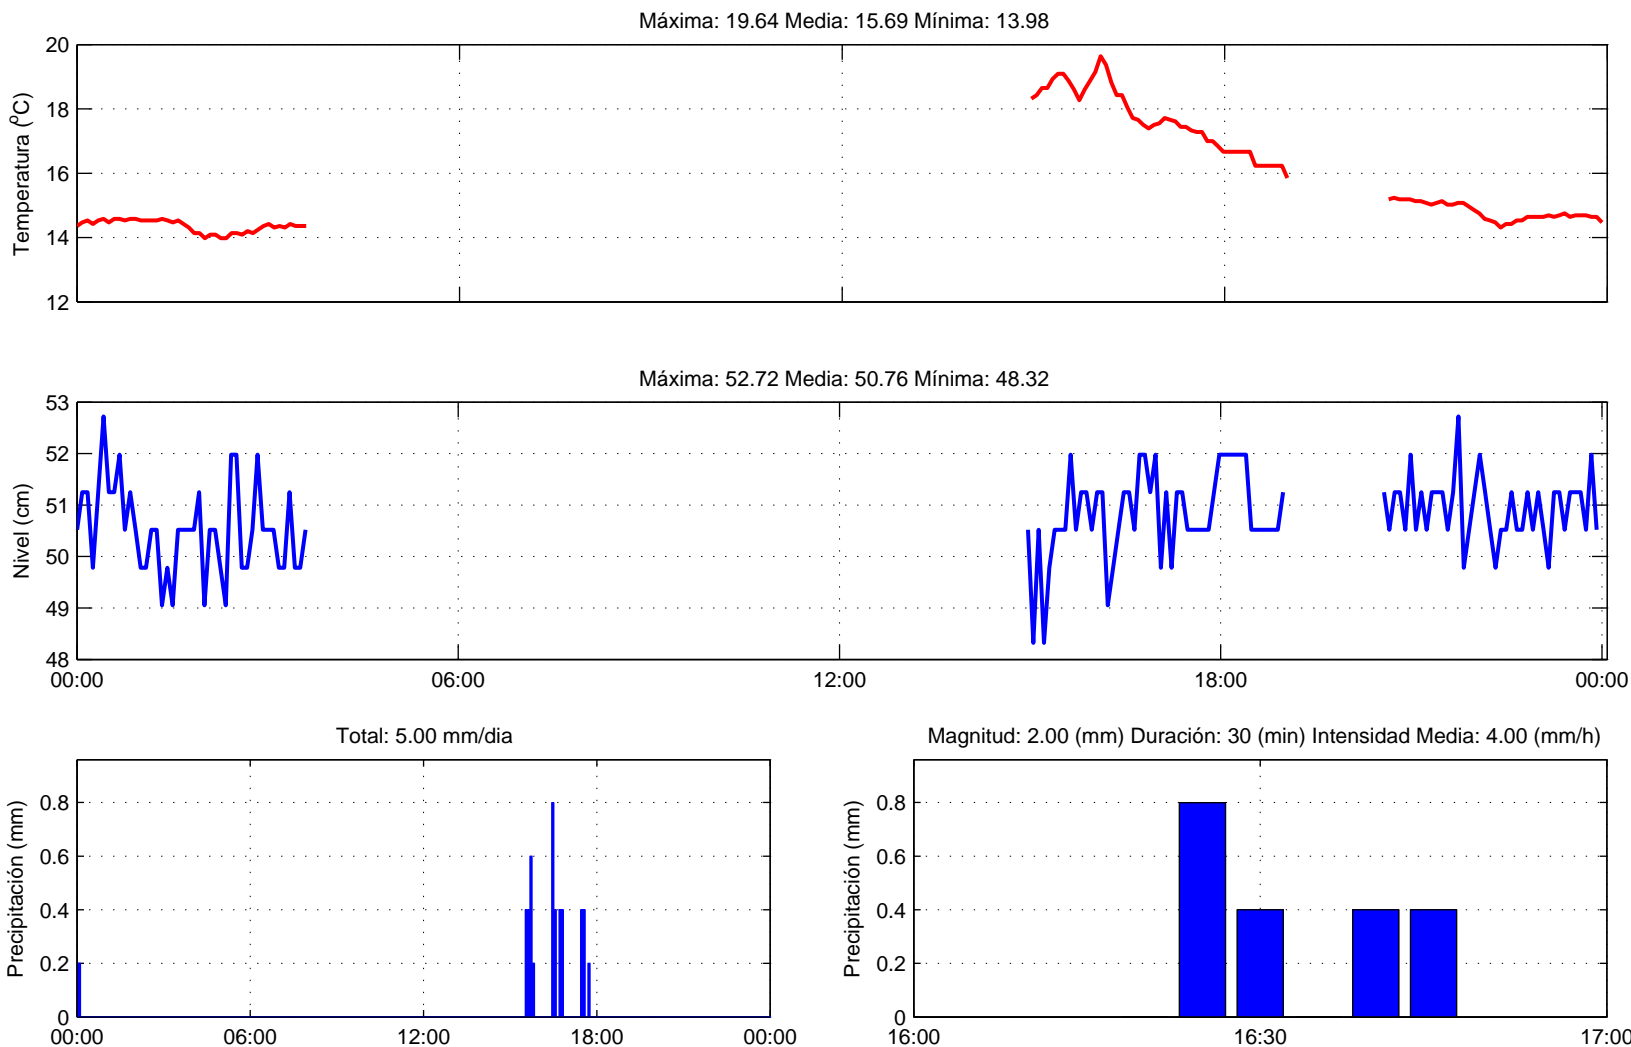 Máxima: 19.64 Media: 15.69 Mínima: 13.98
Temperatura (ºC)
20
18
16
14
12
Máxima: 52.72 Media: 50.76 Mínima: 48.32
Nivel (cm)
53
52
51
50
49
48
00:00 06:00 12:00 18:00 00:00
Total: 5.00 mm/dia
Precipitación (mm)
0.8
0.6
0.4
0.2
0
00:00 06:00 12:00 18:00 00:00
Magnitud: 2.00 (mm) Duración: 30 (min) Intensidad Media: 4.00 (mm/h)
Precipitación (mm)
0.8
0.6
0.4
0.2
0
16:00 16:30 17:00